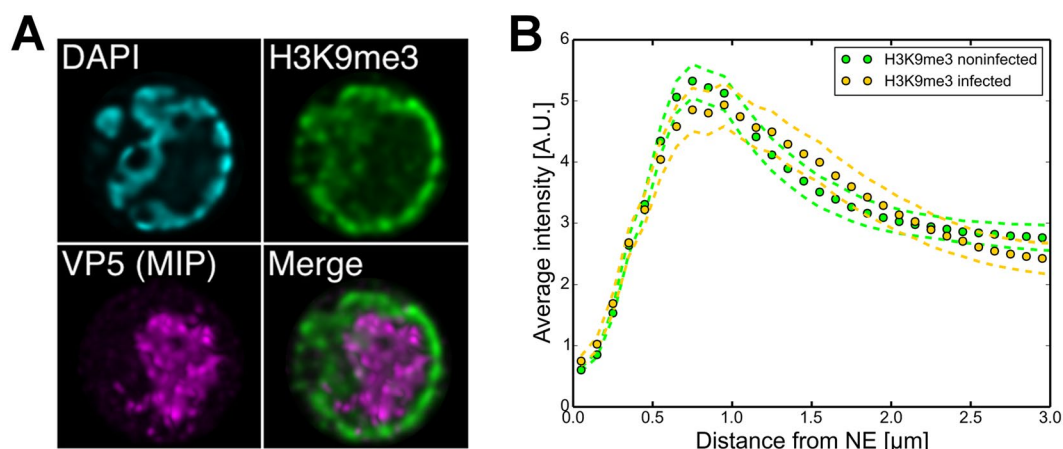 A
DAPI
H3K9me3
VP5 (MIP)
Merge
B
6
5
4
3
2
1
0
Average intensity [A.U.]
H3K9me3 noninfected
H3K9me3 infected
0.0
0.5
1.0
1.5
2.0
2.5
3.0
Distance from NE [µm]